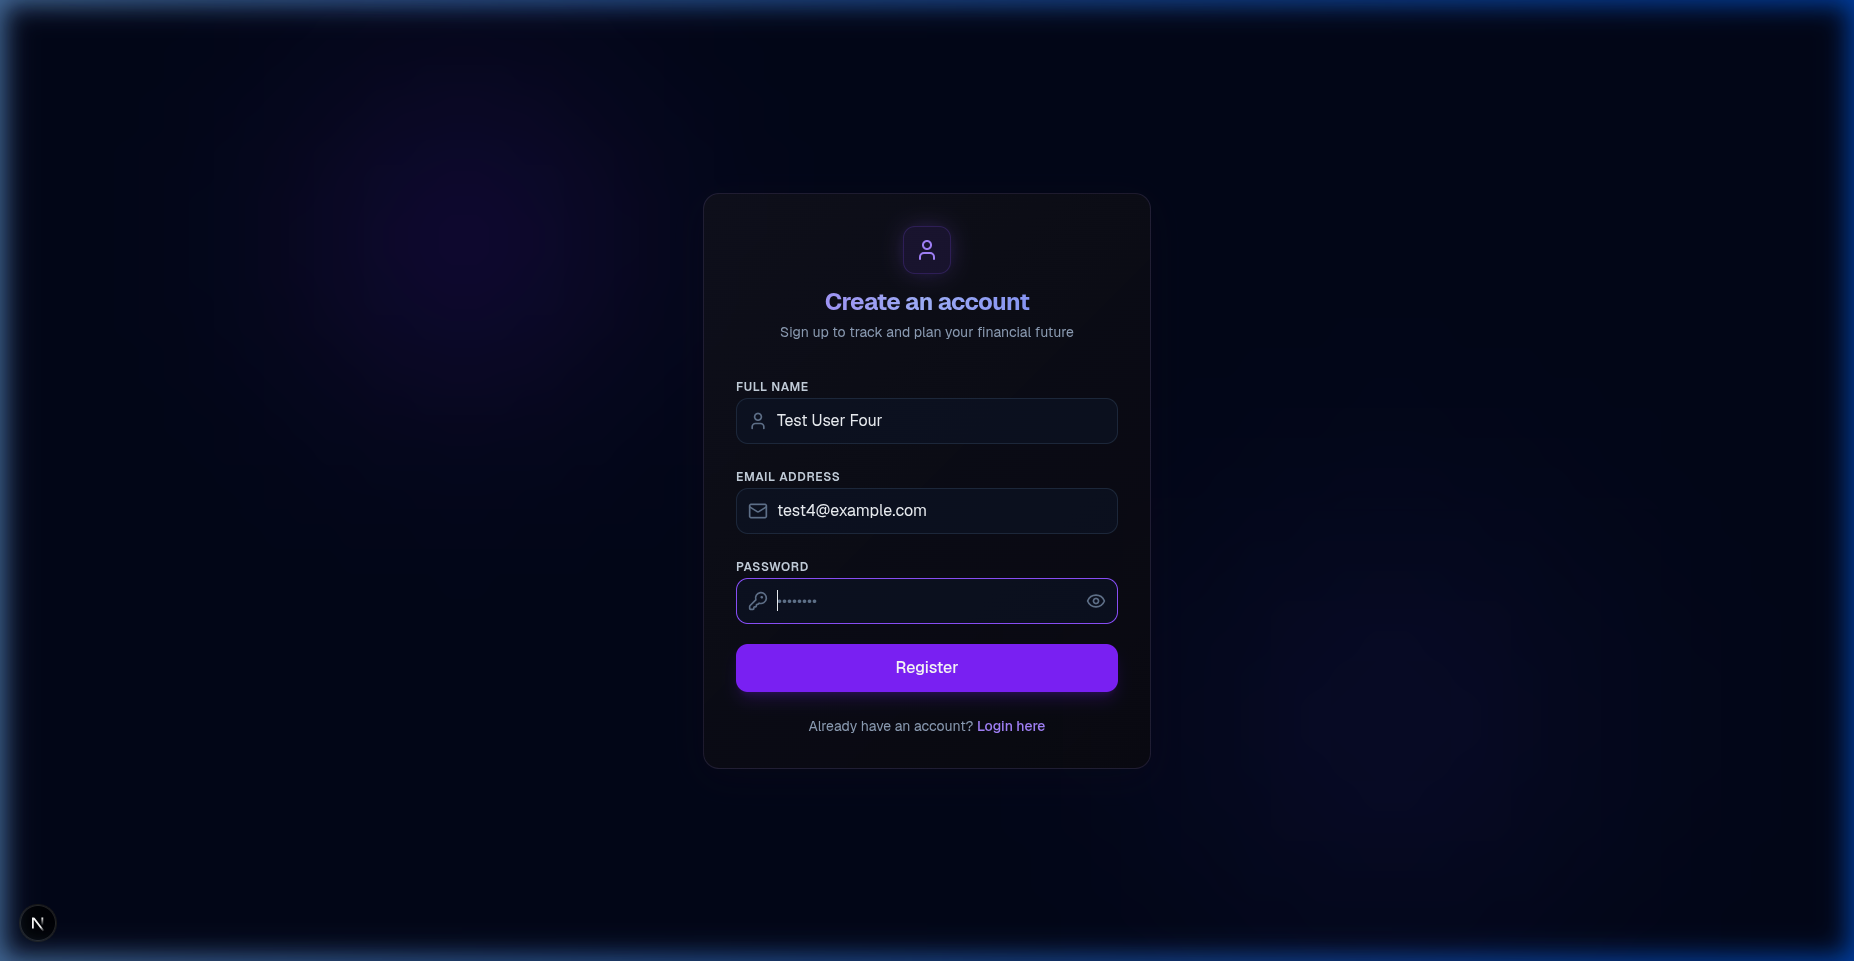 Create an account
Sign up to track and plan your financial future
FULL NAME
Test User Four
EMAIL ADDRESS
test4@example.com
PASSWORD
••••••••
Register
Already have an account? Login here
N